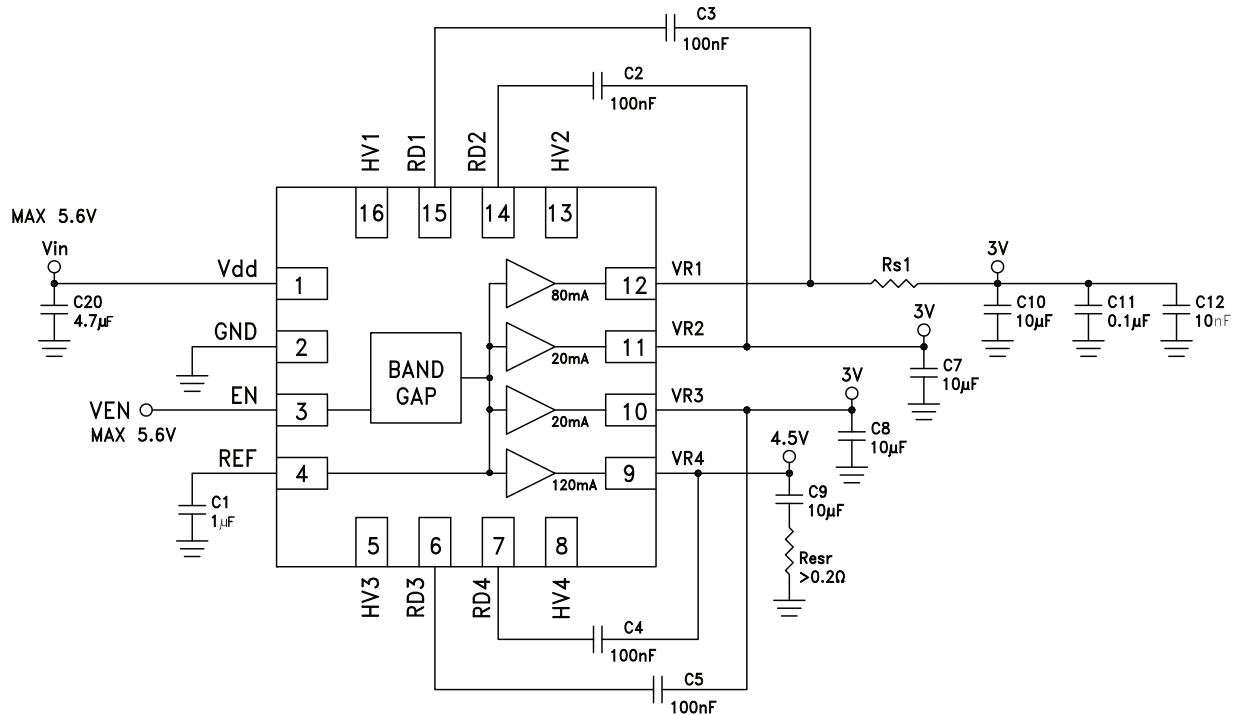 C3
100nF
C2
100nF
HV1
RD1
RD2
HV2
16
15
14
13
MAX 5.6V
Vin
Vdd
1
C20
4.7µF
GND
2
EN
3
VEN
MAX 5.6V
REF
4
C1
1µF
BAND
GAP
80mA
20mA
20mA
120mA
12
VR1
11
VR2
10
VR3
9
VR4
Rs1
3V
C10
10µF
C11
0.1µF
C12
10nF
3V
C7
10µF
3V
C8
10µF
4.5V
C9
10µF
Resr
>0.2Ω
5
6
7
8
HV3
RD3
RD4
HV4
C4
100nF
C5
100nF